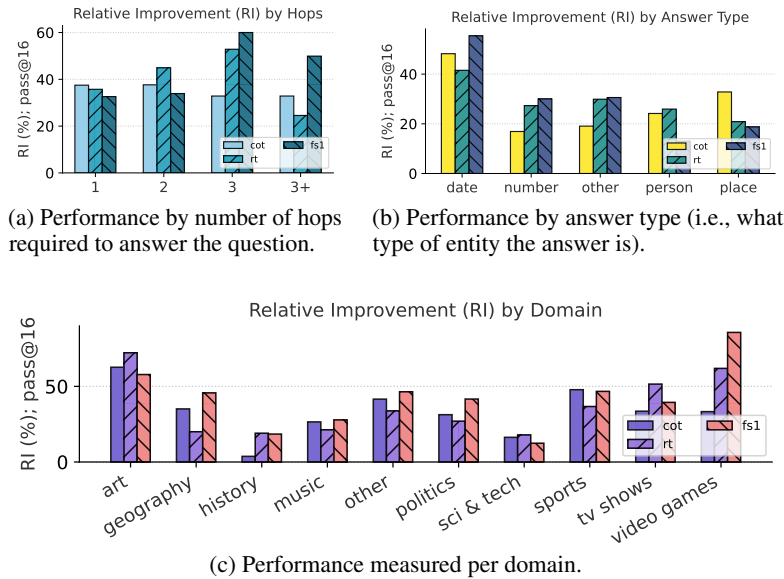 Relative Improvement (RI) by Hops
RI (%); pass@16
60
40
20
0
1 2 3 3+
cot fs1
rt
(a) Performance by number of hops
required to answer the question.
Relative Improvement (RI) by Answer Type
RI (%); pass@16
40
20
0
date number other person place
cot fs1
rt
(b) Performance by answer type (i.e., what
type of entity the answer is).
Relative Improvement (RI) by Domain
RI (%); pass@16
50
0
art geography history music other politics sci & tech sports tv shows video games
cot fs1
rt
(c) Performance measured per domain.